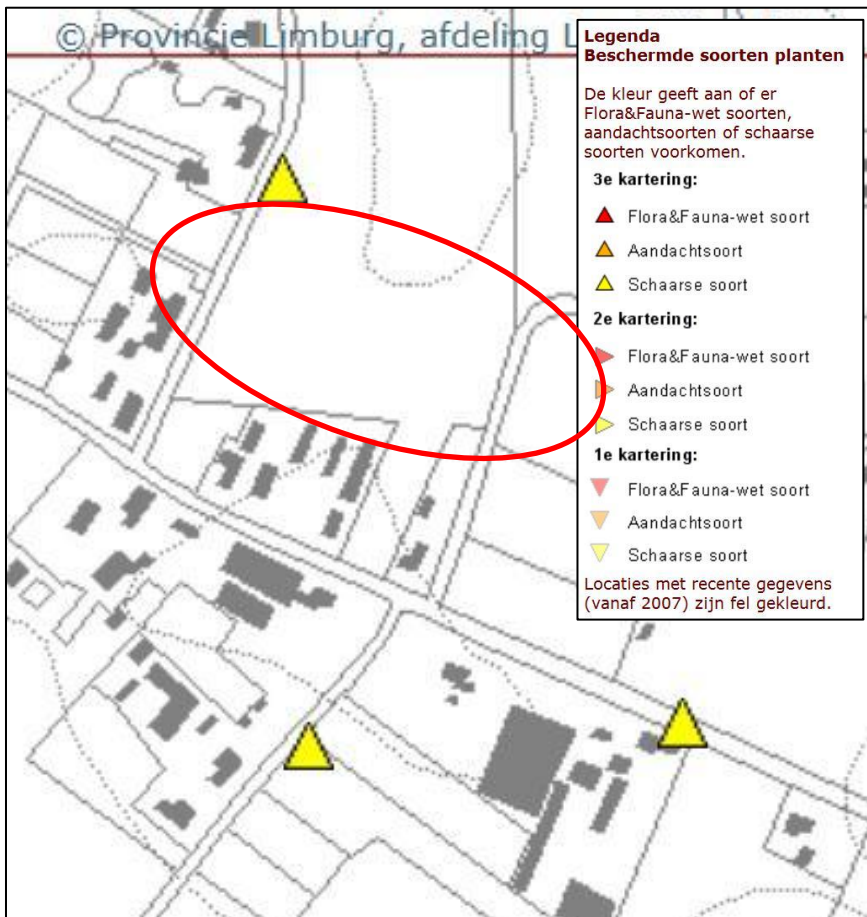 © Provincie Limburg, afdeling L
Legenda
Beschermde soorten planten
De kleur geeft aan of er
Flora&Fauna-wet soorten,
aandachtsoorten of schaarse
soorten voorkomen.
3e kartering:
Flora&Fauna-wet soort
Aandachtsoort
Schaarse soort
2e kartering:
Flora&Fauna-wet soort
Aandachtsoort
Schaarse soort
1e kartering:
Flora&Fauna-wet soort
Aandachtsoort
Schaarse soort
Locaties met recente gegevens
(vanaf 2007) zijn fel gekleurd.